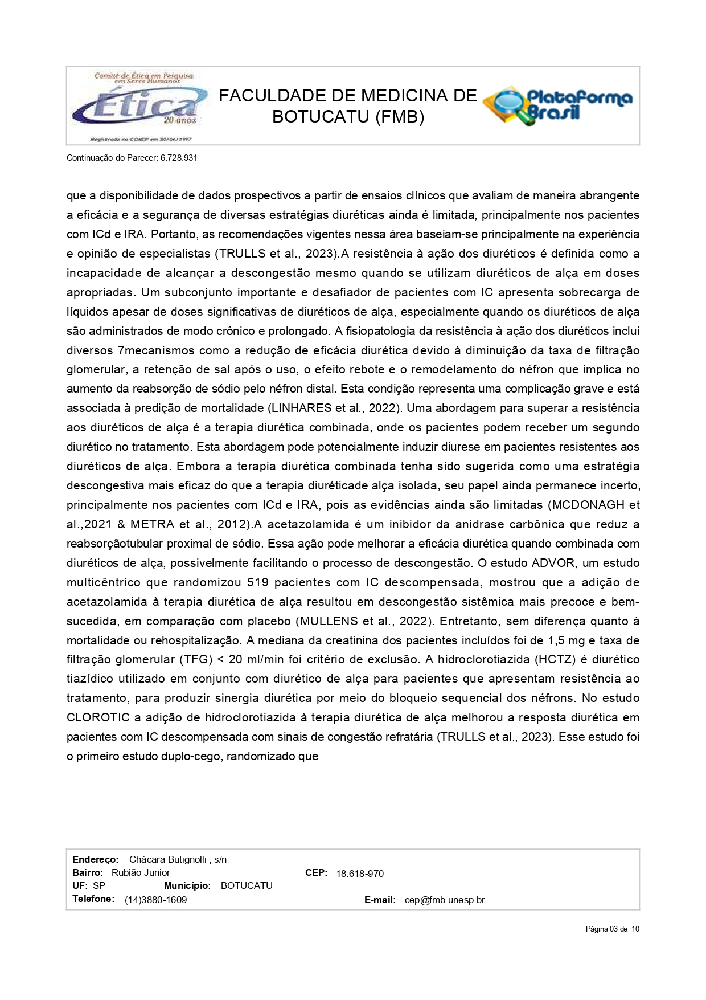 Comitê de Ética em Pesquisa
em Seres Humanos
Ética
20 anos
Registrado na CONEP em 30/04/1997
FACULDADE DE MEDICINA DE
BOTUCATU (FMB)
Plataforma
Brasil
Continuação do Parecer: 6.728.931
que a disponibilidade de dados prospectivos a partir de ensaios clínicos que avaliam de maneira abrangente
a eficácia e a segurança de diversas estratégias diuréticas ainda é limitada, principalmente nos pacientes
com ICd e IRA. Portanto, as recomendações vigentes nessa área baseiam-se principalmente na experiência
e opinião de especialistas (TRULLS et al., 2023).A resistência à ação dos diuréticos é definida como a
incapacidade de alcançar a descongestão mesmo quando se utilizam diuréticos de alça em doses
apropriadas. Um subconjunto importante e desafiador de pacientes com IC apresenta sobrecarga de
líquidos apesar de doses significativas de diuréticos de alça, especialmente quando os diuréticos de alça
são administrados de modo crônico e prolongado. A fisiopatologia da resistência à ação dos diuréticos inclui
diversos 7mecanismos como a redução de eficácia diurética devido à diminuição da taxa de filtração
glomerular, a retenção de sal após o uso, o efeito rebote e o remodelamento do néfron que implica no
aumento da reabsorção de sódio pelo néfron distal. Esta condição representa uma complicação grave e está
associada à predição de mortalidade (LINHARES et al., 2022). Uma abordagem para superar a resistência
aos diuréticos de alça é a terapia diurética combinada, onde os pacientes podem receber um segundo
diurético no tratamento. Esta abordagem pode potencialmente induzir diurese em pacientes resistentes aos
diuréticos de alça. Embora a terapia diurética combinada tenha sido sugerida como uma estratégia
descongestiva mais eficaz do que a terapia diuréticade alça isolada, seu papel ainda permanece incerto,
principalmente nos pacientes com ICd e IRA, pois as evidências ainda são limitadas (MCDONAGH et
al.,2021 & METRA et al., 2012).A acetazolamida é um inibidor da anidrase carbônica que reduz a
reabsorçãotubular proximal de sódio. Essa ação pode melhorar a eficácia diurética quando combinada com
diuréticos de alça, possivelmente facilitando o processo de descongestão. O estudo ADVOR, um estudo
multicêntrico que randomizou 519 pacientes com IC descompensada, mostrou que a adição de
acetazolamida à terapia diurética de alça resultou em descongestão sistêmica mais precoce e bem-
sucedida, em comparação com placebo (MULLENS et al., 2022). Entretanto, sem diferença quanto à
mortalidade ou rehospitalização. A mediana da creatinina dos pacientes incluídos foi de 1,5 mg e taxa de
filtração glomerular (TFG) < 20 ml/min foi critério de exclusão. A hidroclorotiazida (HCTZ) é diurético
tiazídico utilizado em conjunto com diurético de alça para pacientes que apresentam resistência ao
tratamento, para produzir sinergia diurética por meio do bloqueio sequencial dos néfrons. No estudo
CLOROTIC a adição de hidroclorotiazida à terapia diurética de alça melhorou a resposta diurética em
pacientes com IC descompensada com sinais de congestão refratária (TRULLS et al., 2023). Esse estudo foi
o primeiro estudo duplo-cego, randomizado que
Endereço: Chácara Butignolli , s/n
Bairro: Rubião Junior CEP: 18.618-970
UF: SP Município: BOTUCATU
Telefone: (14)3880-1609 E-mail: cep@fmb.unesp.br
Página 03 de 10